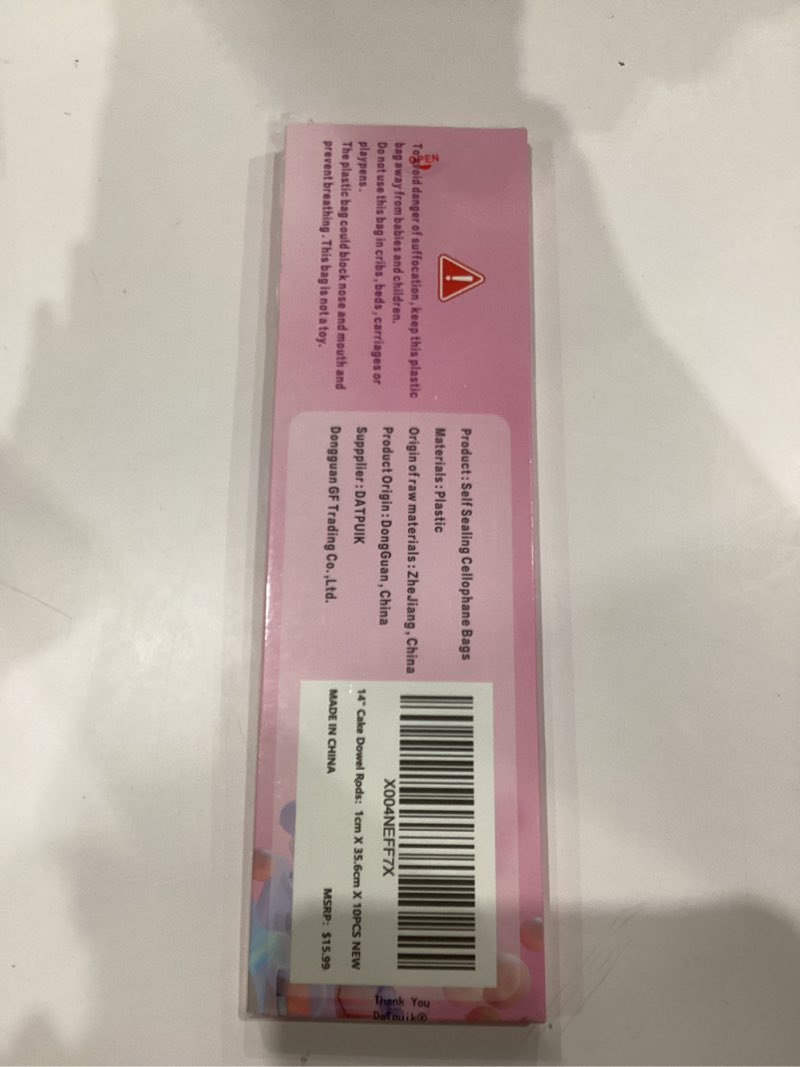 To avoid danger of suffocation, keep this plastic
bag away from babies and children.
Do not use this bag in cribs, beds, carriages or
playpens.
The plastic bag could block nose and mouth and
prevent breathing. This bag is not a toy.
OPEN
Product: Self Sealing Cellophane Bags
Materials: Plastic
Origin of raw materials: ZheJiang, China
Product Origin: DongGuan, China
Suppplier: DATPUIK
Dongguan GF Trading Co., Ltd.
X004NEFF7X
14" Cake Dowel Rods: 1cm X 35.6cm X 10PCS NEW
MADE IN CHINA MSRP: $15.99
Thank You